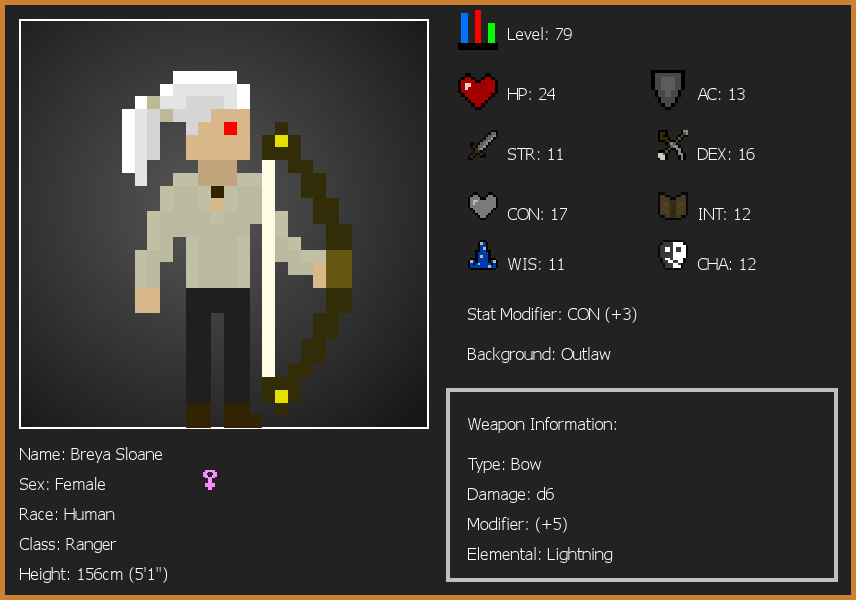 Level: 79
HP: 24
AC: 13
STR: 11
DEX: 16
CON: 17
INT: 12
WIS: 11
CHA: 12
Stat Modifier: CON (+3)
Background: Outlaw
Weapon Information:
Type: Bow
Damage: d6
Modifier: (+5)
Elemental: Lightning
Name: Breya Sloane
Sex: Female
Race: Human
Class: Ranger
Height: 156cm (5'1")